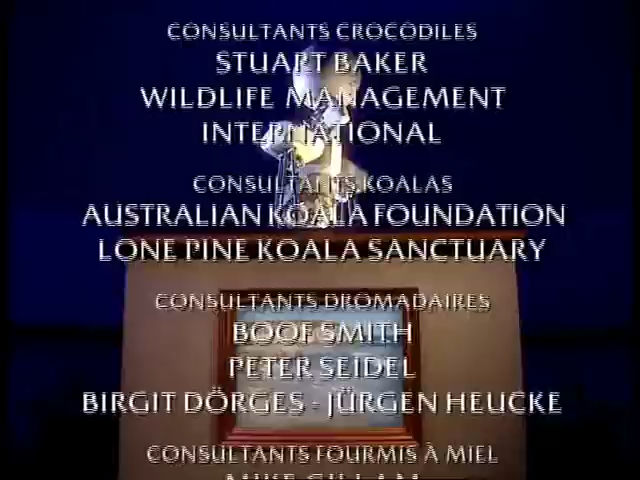 CONSULTANTS CROCODILES
STUART BAKER
WILDLIFE MANAGEMENT
INTERNATIONAL
CONSULTANTS KOALAS
AUSTRALIAN KOALA FOUNDATION
LONE PINE KOALA SANCTUARY
CONSULTANTS DROMADAIRES
BOOF SMITH
PETER SEIDEL
BIRGIT DÖRGES - JÜRGEN HEUCKE
CONSULTANTS FOURMIS À MIEL